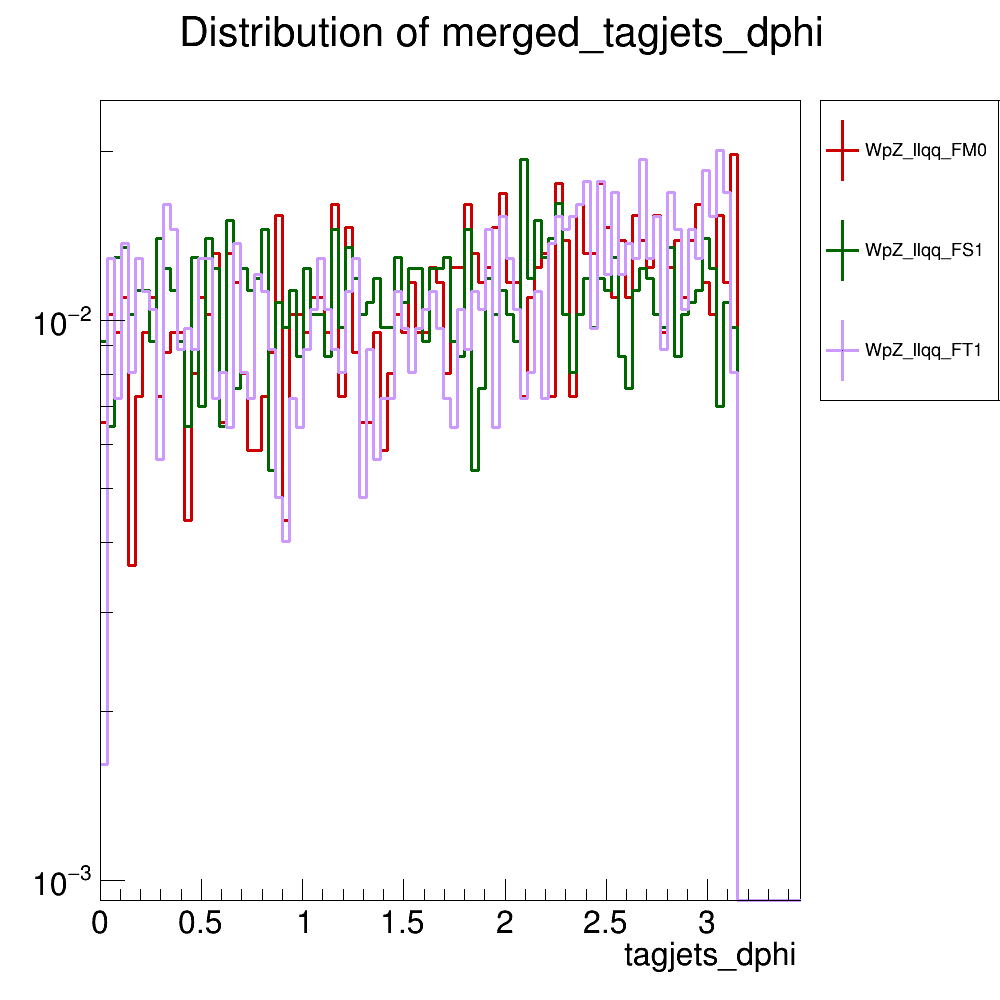 Distribution of merged_tagjets_dphi
WpZ_llqq_FM0
WpZ_llqq_FS1
WpZ_llqq_FT1
10⁻²
10⁻³
0 0.5 1 1.5 2 2.5 3
tagjets_dphi